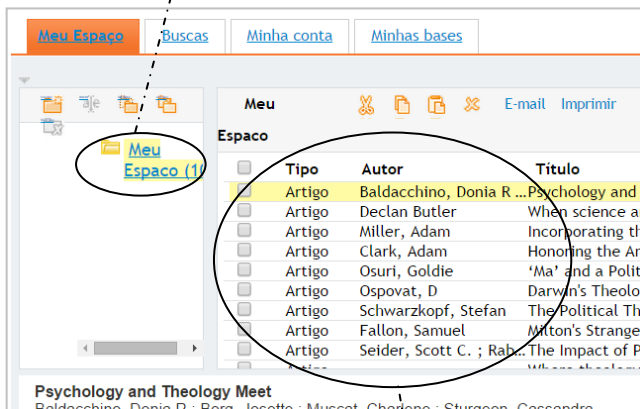 Meu Espaço Buscas Minha conta Minhas bases
Meu E-mail Imprimir
Espaco
Meu
Espaco (10
Tipo Autor Título
Artigo Baldacchino, Donia R ... Psychology and
Artigo Declan Butler When science a
Artigo Miller, Adam Incorporating th
Artigo Clark, Adam Honoring the Am
Artigo Osuri, Goldie ‘Ma’ and a Polit
Artigo Ospovat, D Darwin's Theolo
Artigo Schwarzkopf, Stefan The Political Th
Artigo Fallon, Samuel Milton's Strange
Artigo Seider, Scott C. ; Rab... The Impact of P
Psychology and Theology Meet